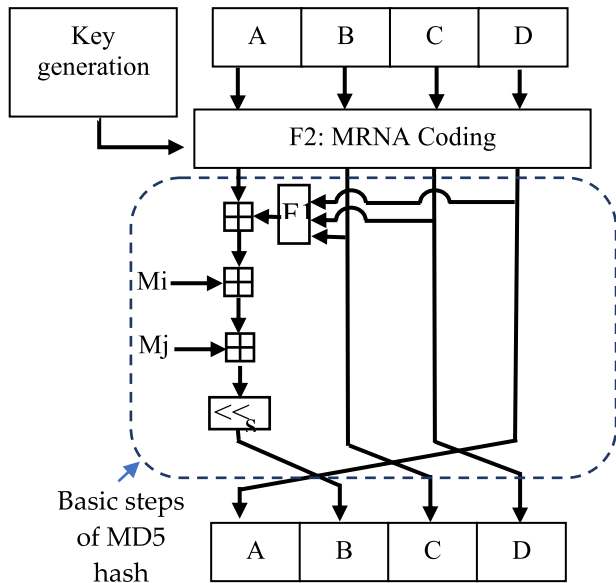 Key
generation
A B C D
F2: MRNA Coding
F1
Mi
Mj
<<s
Basic steps
of MD5
hash
A B C D